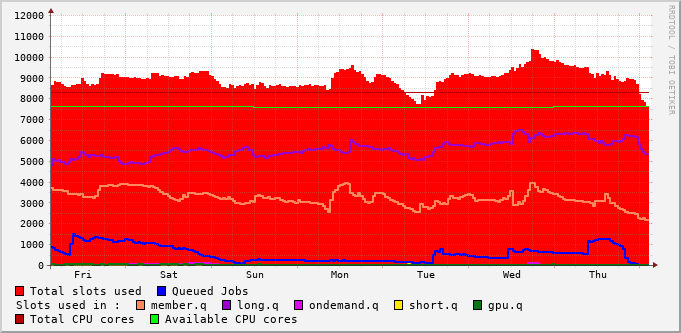 12000
11000
10000
9000
8000
7000
6000
5000
4000
3000
2000
1000
0
Fri Sat Sun Mon Tue Wed Thu
RRDTOOL / TOBI OETIKER
Total slots used Queued Jobs
Slots used in : member.q long.q ondemand.q short.q gpu.q
Total CPU cores Available CPU cores